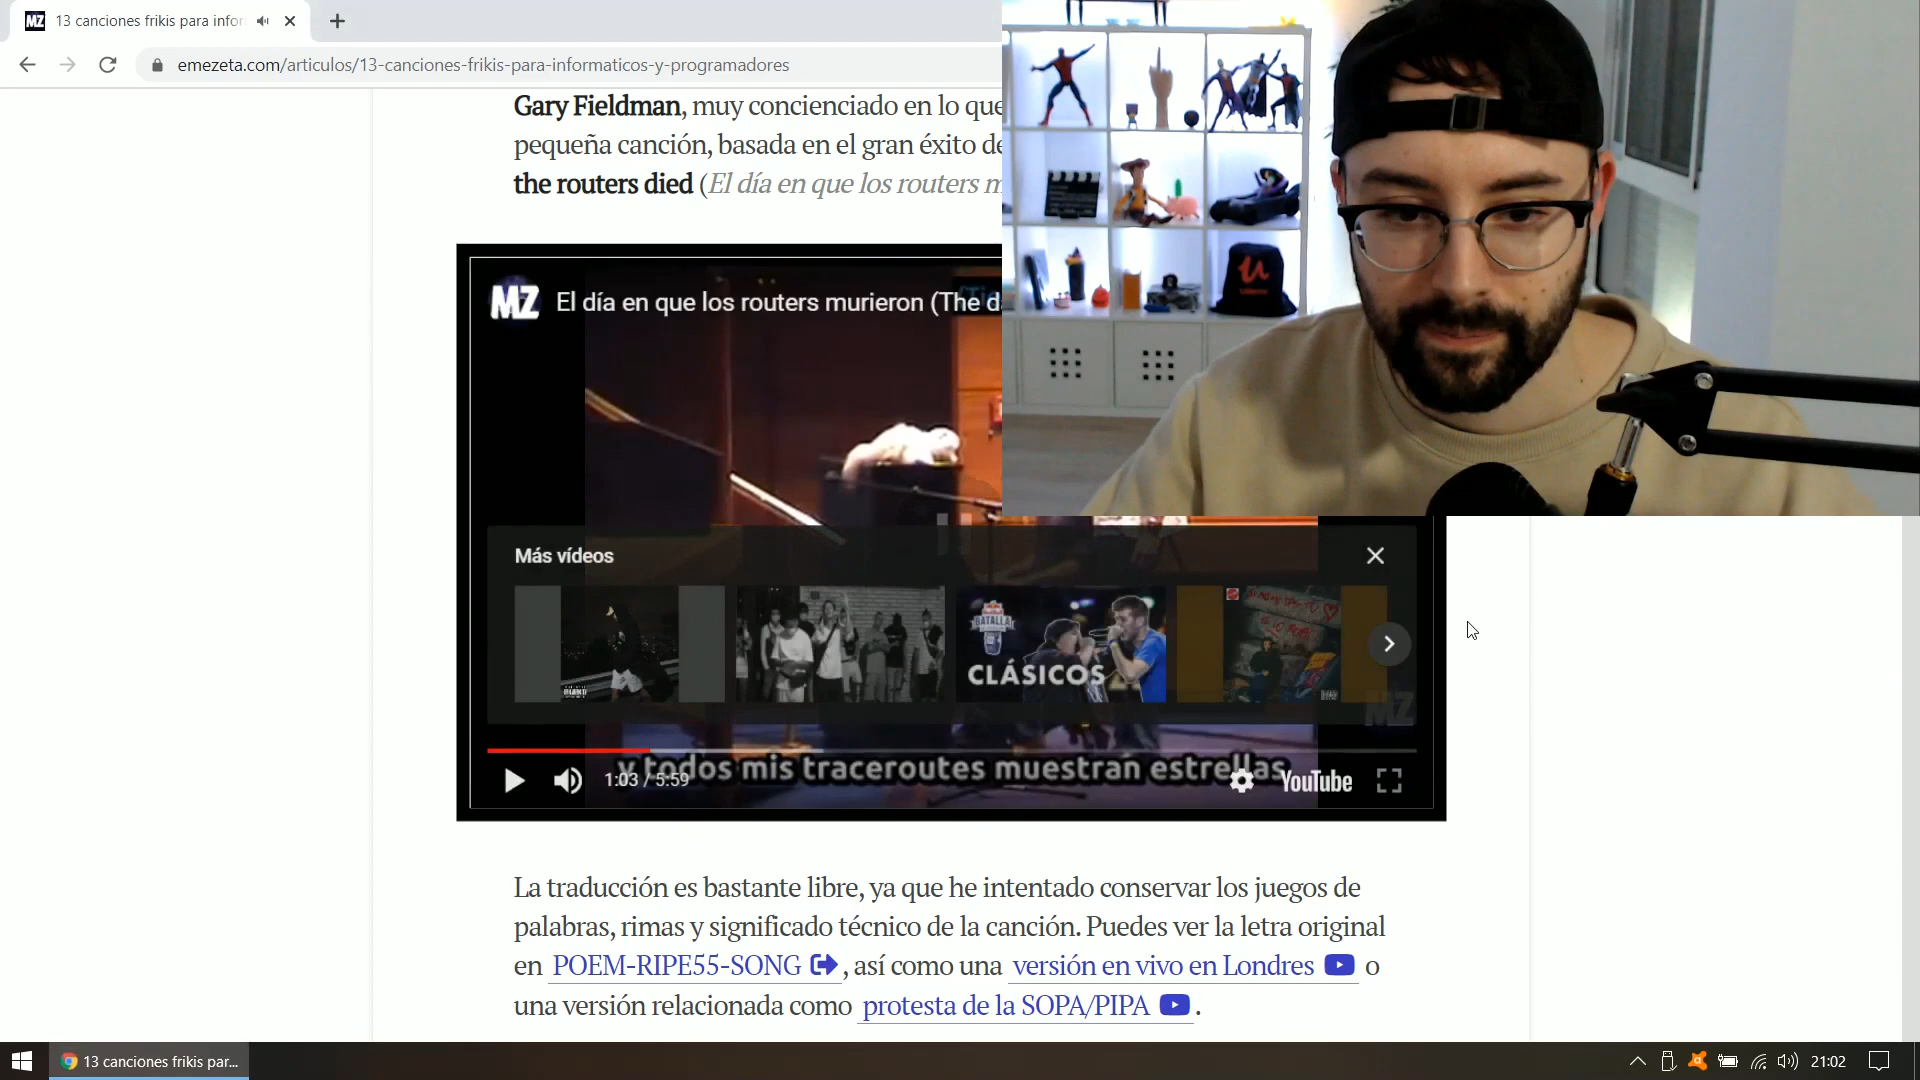 MZ 13 canciones frikis para infor
emezeta.com/articulos/13-canciones-frikis-para-informaticos-y-programadores
Gary Fieldman, muy concienciado en lo que
pequeña canción, basada en el gran éxito de
the routers died (El día en que los routers m
MZ El día en que los routers murieron (The d
Más vídeos
BATALLA
CLÁSICOS
MZ
y todos mis traceroutes muestran estrellas
1:03 / 5:59
YouTube
La traducción es bastante libre, ya que he intentado conservar los juegos de
palabras, rimas y significado técnico de la canción. Puedes ver la letra original
en POEM-RIPE55-SONG , así como una versión en vivo en Londres o
una versión relacionada como protesta de la SOPA/PIPA .
13 canciones frikis par...
21:02